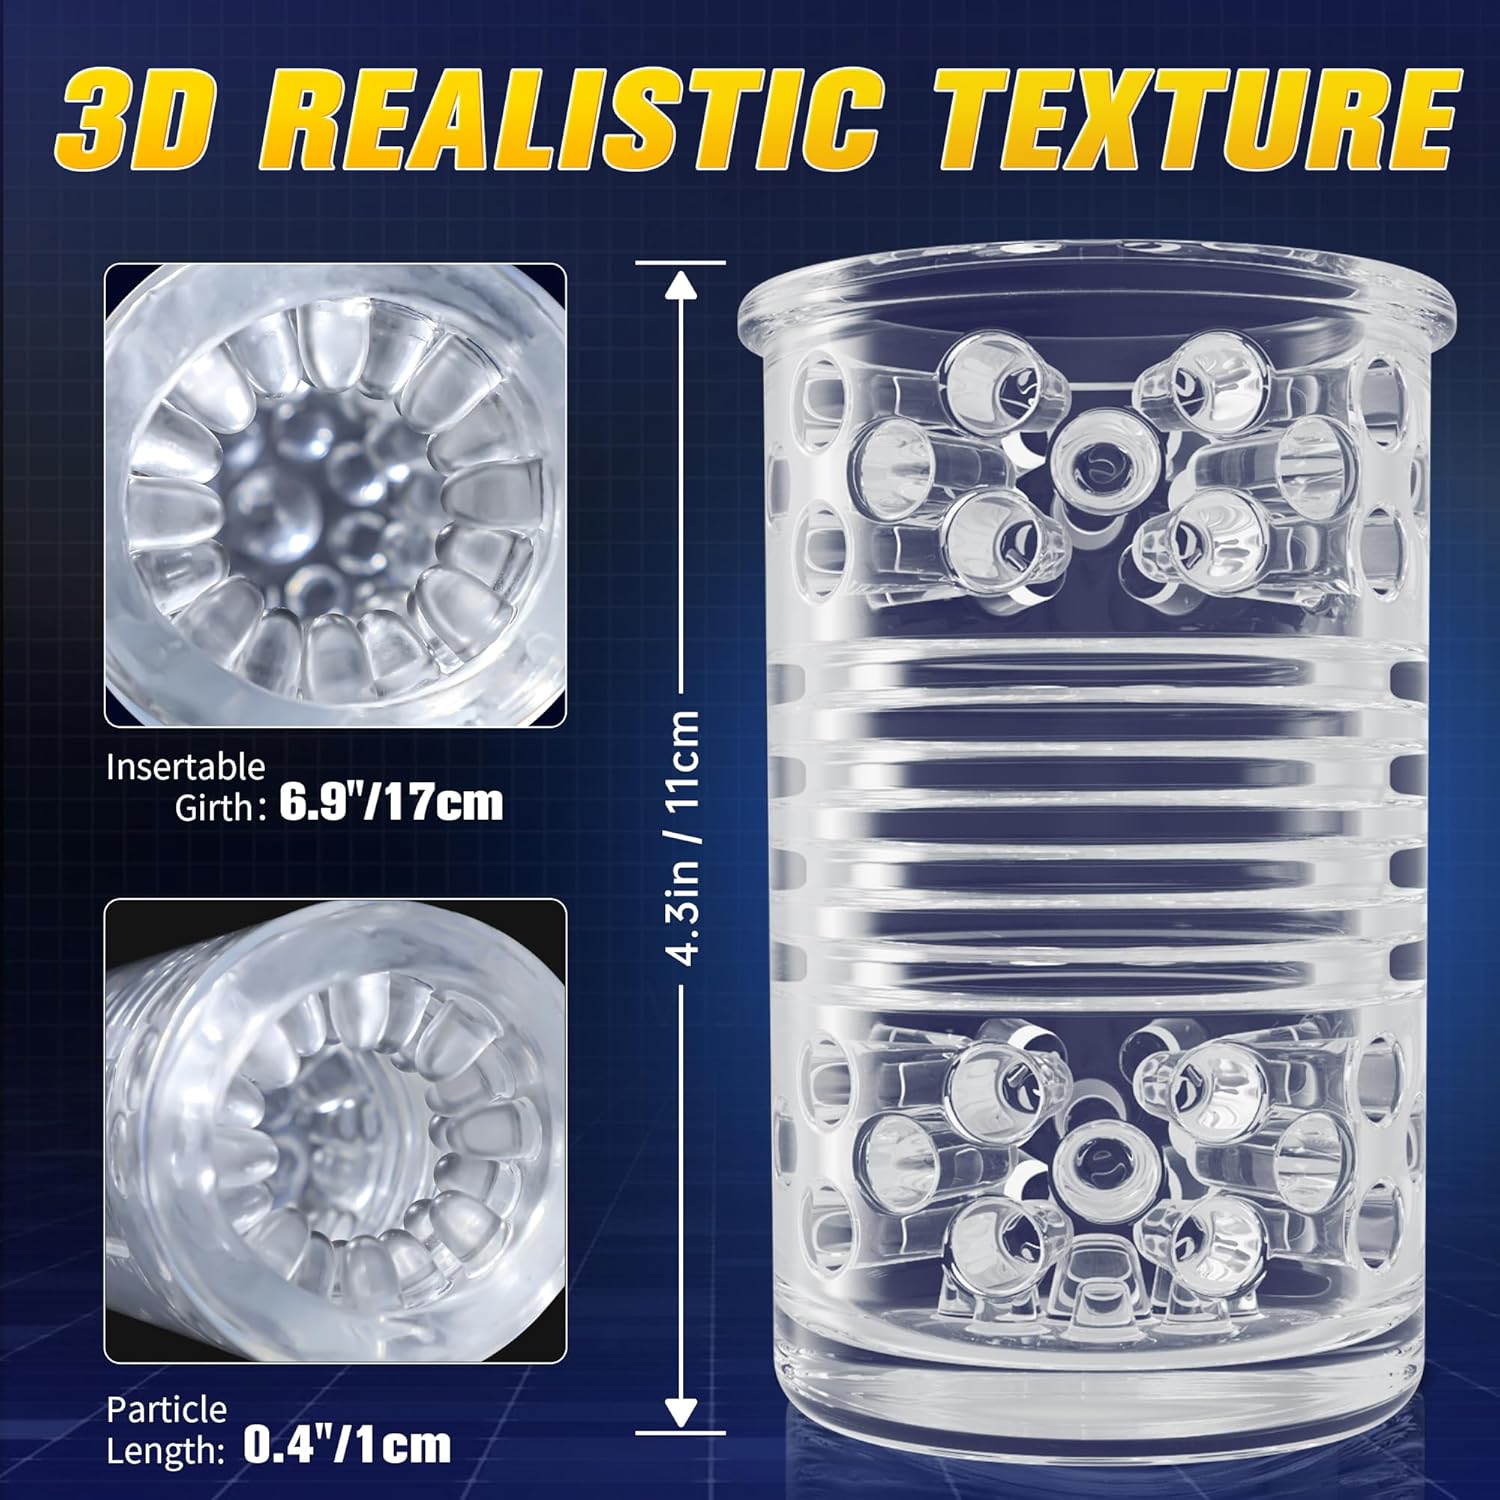 3D REALISTIC TEXTURE
Insertable
Girth: 6.9"/17cm
4.3in / 11cm
Particle
Length: 0.4"/1cm